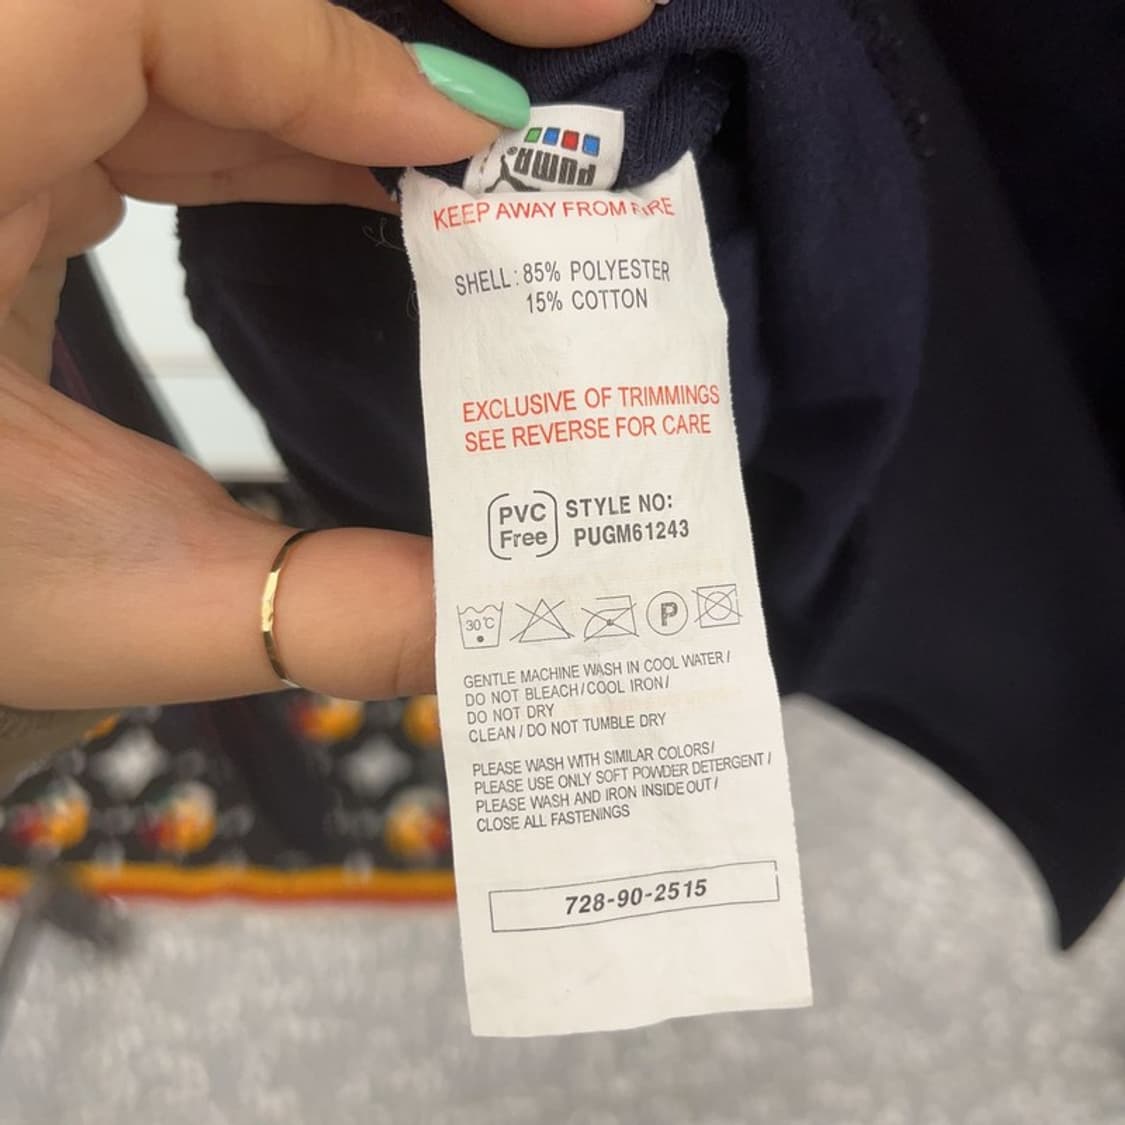 PUMA®
KEEP AWAY FROM FIRE
SHELL: 85% POLYESTER
15% COTTON
EXCLUSIVE OF TRIMMINGS
SEE REVERSE FOR CARE
PVC Free
STYLE NO:
PUGM61243
30°C
P
GENTLE MACHINE WASH IN COOL WATER/
DO NOT BLEACH/COOL IRON/
DO NOT DRY
CLEAN/DO NOT TUMBLE DRY
PLEASE WASH WITH SIMILAR COLORS/
PLEASE USE ONLY SOFT POWDER DETERGENT/
PLEASE WASH AND IRON INSIDE OUT/
CLOSE ALL FASTENINGS
728-90-2515